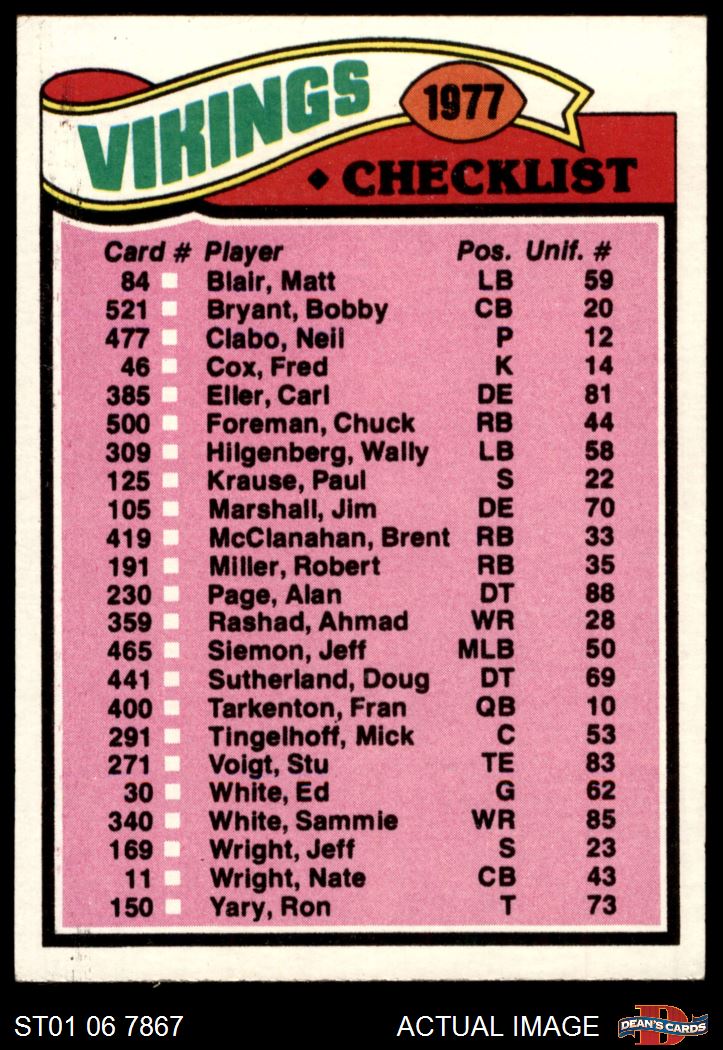 VIKINGS 1977
◆ CHECKLIST
Card # Player Pos. Unif. #
84 Blair, Matt LB 59
521 Bryant, Bobby CB 20
477 Clabo, Neil P 12
46 Cox, Fred K 14
385 Eller, Carl DE 81
500 Foreman, Chuck RB 44
309 Hilgenberg, Wally LB 58
125 Krause, Paul S 22
105 Marshall, Jim DE 70
419 McClanahan, Brent RB 33
191 Miller, Robert RB 35
230 Page, Alan DT 88
359 Rashad, Ahmad WR 28
465 Siemon, Jeff MLB 50
441 Sutherland, Doug DT 69
400 Tarkenton, Fran QB 10
291 Tingelhoff, Mick C 53
271 Voigt, Stu TE 83
30 White, Ed G 62
340 White, Sammie WR 85
169 Wright, Jeff S 23
11 Wright, Nate CB 43
150 Yary, Ron T 73
ST01 06 7867 ACTUAL IMAGE D DEAN'S CARDS